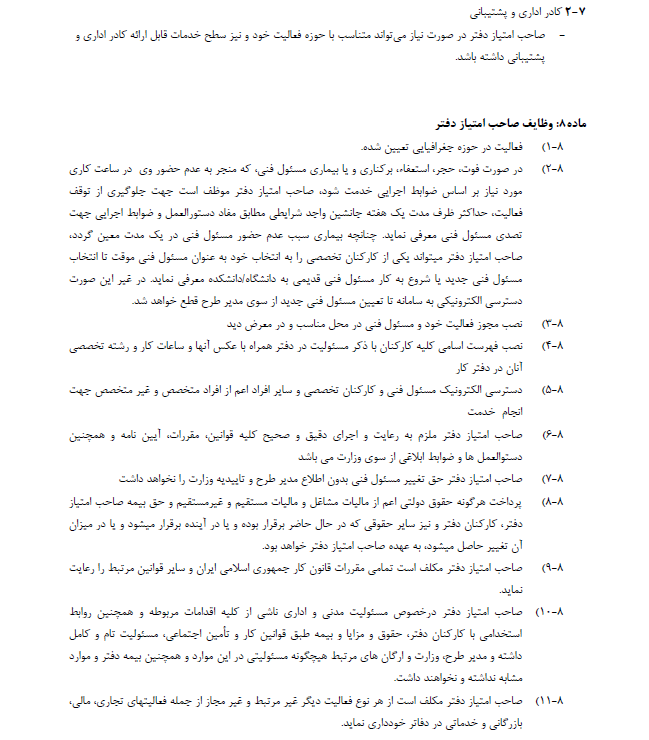 ۷-۲ کادر اداری و پشتیبانی
- صاحب امتیاز دفتر در صورت نیاز می‌تواند متناسب با حوزه فعالیت خود و نیز سطح خدمات قابل ارائه کادر اداری و
پشتیبانی داشته باشد.
ماده۸: وظایف صاحب امتیاز دفتر
۸-۱) فعالیت در حوزه جغرافیایی تعیین شده.
۸-۲) در صورت فوت، حجر، استعفاء، برکناری و یا بیماری مسئول فنی، که منجر به عدم حضور وی در ساعت کاری
مورد نیاز بر اساس ضوابط اجرایی خدمت شود، صاحب امتیاز دفتر موظف است جهت جلوگیری از توقف
فعالیت، حداکثر ظرف مدت یک هفته جانشین واجد شرایطی مطابق مفاد دستورالعمل و ضوابط اجرایی جهت
تصدی مسئول فنی معرفی نماید. چنانچه بیماری سبب عدم حضور مسئول فنی در یک مدت معین گردد،
صاحب امتیاز دفتر میتواند یکی از کارکنان تخصصی را به انتخاب خود به عنوان مسئول فنی موقت تا انتخاب
مسئول فنی جدید یا شروع به کار مسئول فنی قدیمی به دانشگاه/دانشکده معرفی نماید. در غیر این صورت
دسترسی الکترونیکی به سامانه تا تعیین مسئول فنی جدید از سوی مدیر طرح قطع خواهد شد.
۸-۳) نصب مجوز فعالیت خود و مسئول فنی در محل مناسب و در معرض دید
۸-۴) نصب فهرست اسامی کلیه کارکنان با ذکر مسئولیت در دفتر همراه با عکس آنها و ساعات کار و رشته تخصصی
آنان در دفتر کار
۸-۵) دسترسی الکترونیک مسئول فنی و کارکنان تخصصی و سایر افراد اعم از افراد متخصص و غیر متخصص جهت
انجام خدمت
۸-۶) صاحب امتیاز دفتر ملزم به رعایت و اجرای دقیق و صحیح کلیه قوانین، مقررات، آیین نامه و همچنین
دستوالعمل ها و ضوابط ابلاغی از سوی وزارت می باشد
۸-۷) صاحب امتیاز دفتر حق تغییر مسئول فنی بدون اطلاع مدیر طرح و تاییدیه وزارت را نخواهد داشت
۸-۸) پرداخت هرگونه حقوق دولتی اعم از مالیات مشاغل و مالیات مستقیم و غیرمستقیم و حق بیمه صاحب امتیاز
دفتر، کارکنان دفتر و نیز سایر حقوقی که در حال حاضر برقرار بوده و یا در آینده برقرار میشود و یا در میزان
آن تغییر حاصل میشود، به عهده صاحب امتیاز دفتر خواهد بود.
۸-۹) صاحب امتیاز دفتر مکلف است تمامی مقررات قانون کار جمهوری اسلامی ایران و سایر قوانین مرتبط را رعایت
نماید.
۸-۱۰) صاحب امتیاز دفتر درخصوص مسئولیت مدنی و اداری ناشی از کلیه اقدامات مربوطه و همچنین روابط
استخدامی با کارکنان دفتر، حقوق و مزایا و بیمه طبق قوانین کار و تأمین اجتماعی، مسئولیت تام و کامل
داشته و مدیر طرح، وزارت و ارگان های مرتبط هیچگونه مسئولیتی در این موارد و همچنین بیمه دفتر و موارد
مشابه نداشته و نخواهند داشت.
۸-۱۱) صاحب امتیاز دفتر مکلف است از هر نوع فعالیت دیگر غیر مرتبط و غیر مجاز از جمله فعالیتهای تجاری، مالی،
بازرگانی و خدماتی در دفاتر خودداری نماید.